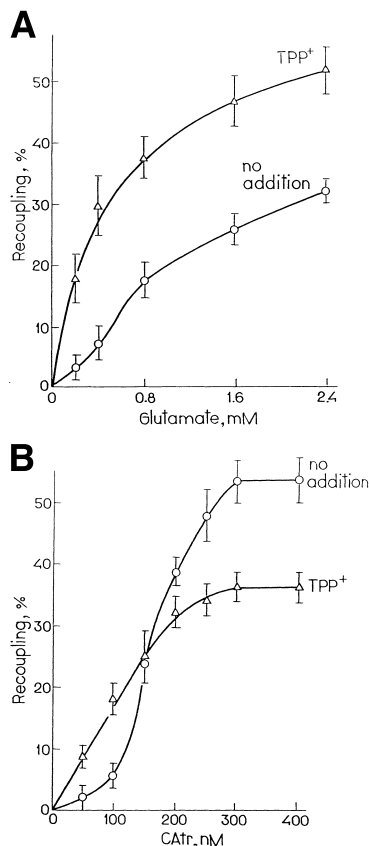 A
TPP+
no
addition
Recoupling, %
50
40
30
20
10
0
0 0.8 1.6 2.4
Glutamate, mM
B
no
addition
TPP+
Recoupling, %
50
40
30
20
10
0
0 100 200 300 400
CAtr, nM